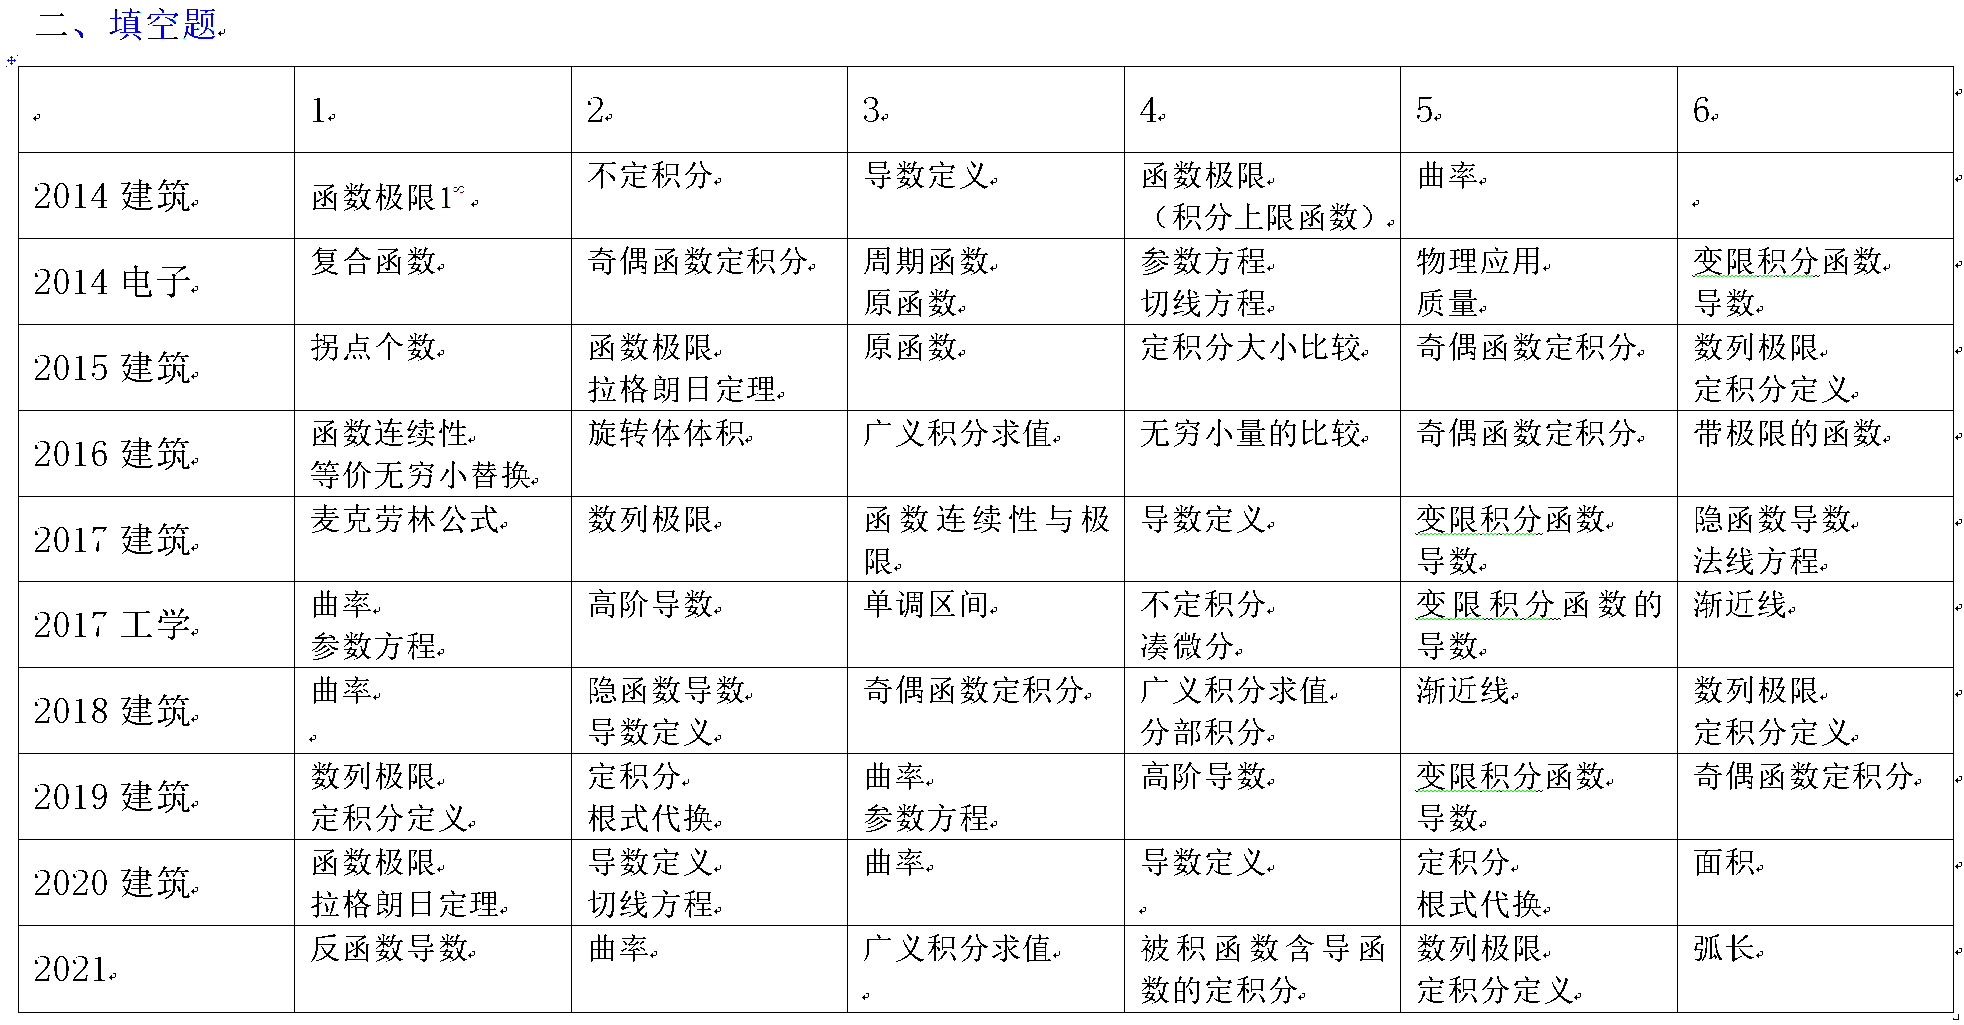 二、填空题
1 2 3 4 5 6
2014 建筑 函数极限1^∞ 不定积分 导数定义 函数极限 曲率
（积分上限函数）
2014 电子 复合函数 奇偶函数定积分 周期函数 参数方程 物理应用 变限积分函数
原函数 切线方程 质量 导数
2015 建筑 拐点个数 函数极限 原函数 定积分大小比较 奇偶函数定积分 数列极限
拉格朗日定理 定积分定义
2016 建筑 函数连续性 旋转体体积 广义积分求值 无穷小量的比较 奇偶函数定积分 带极限的函数
等价无穷小替换
2017 建筑 麦克劳林公式 数列极限 函数连续性与极 导数定义 变限积分函数 隐函数导数
限 导数 法线方程
2017 工学 曲率 高阶导数 单调区间 不定积分 变限积分函数的 渐近线
参数方程 凑微分 导数
2018 建筑 曲率 隐函数导数 奇偶函数定积分 广义积分求值 渐近线 数列极限
导数定义 分部积分 定积分定义
2019 建筑 数列极限 定积分 曲率 高阶导数 变限积分函数 奇偶函数定积分
定积分定义 根式代换 参数方程 导数
2020 建筑 函数极限 导数定义 曲率 导数定义 定积分 面积
拉格朗日定理 切线方程 根式代换
2021 反函数导数 曲率 广义积分求值 被积函数含导函 数列极限 弧长
数的定积分 定积分定义